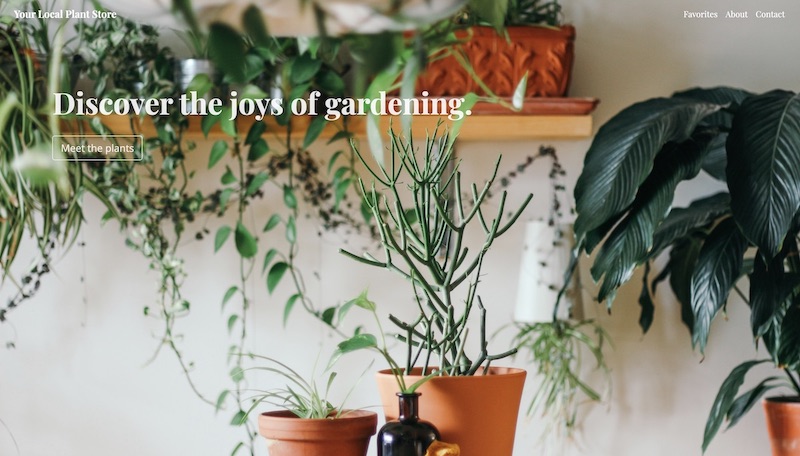 Your Local Plant Store
Favorites About Contact
Discover the joys of gardening.
Meet the plants